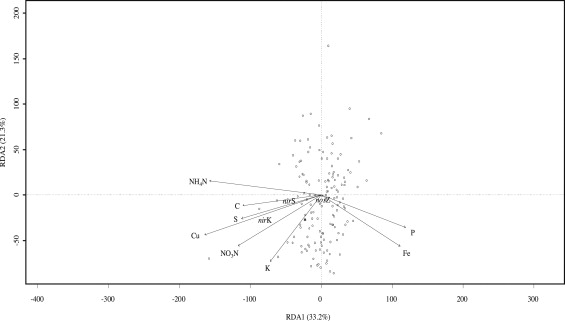 200
150
100
50
0
-50
RDA2 (21.3%)
NH₄N
C
nirS
nosZ
S
nirK
Cu
NO₃N
K
P
Fe
-400 -300 -200 -100 0 100 200 300
RDA1 (33.2%)